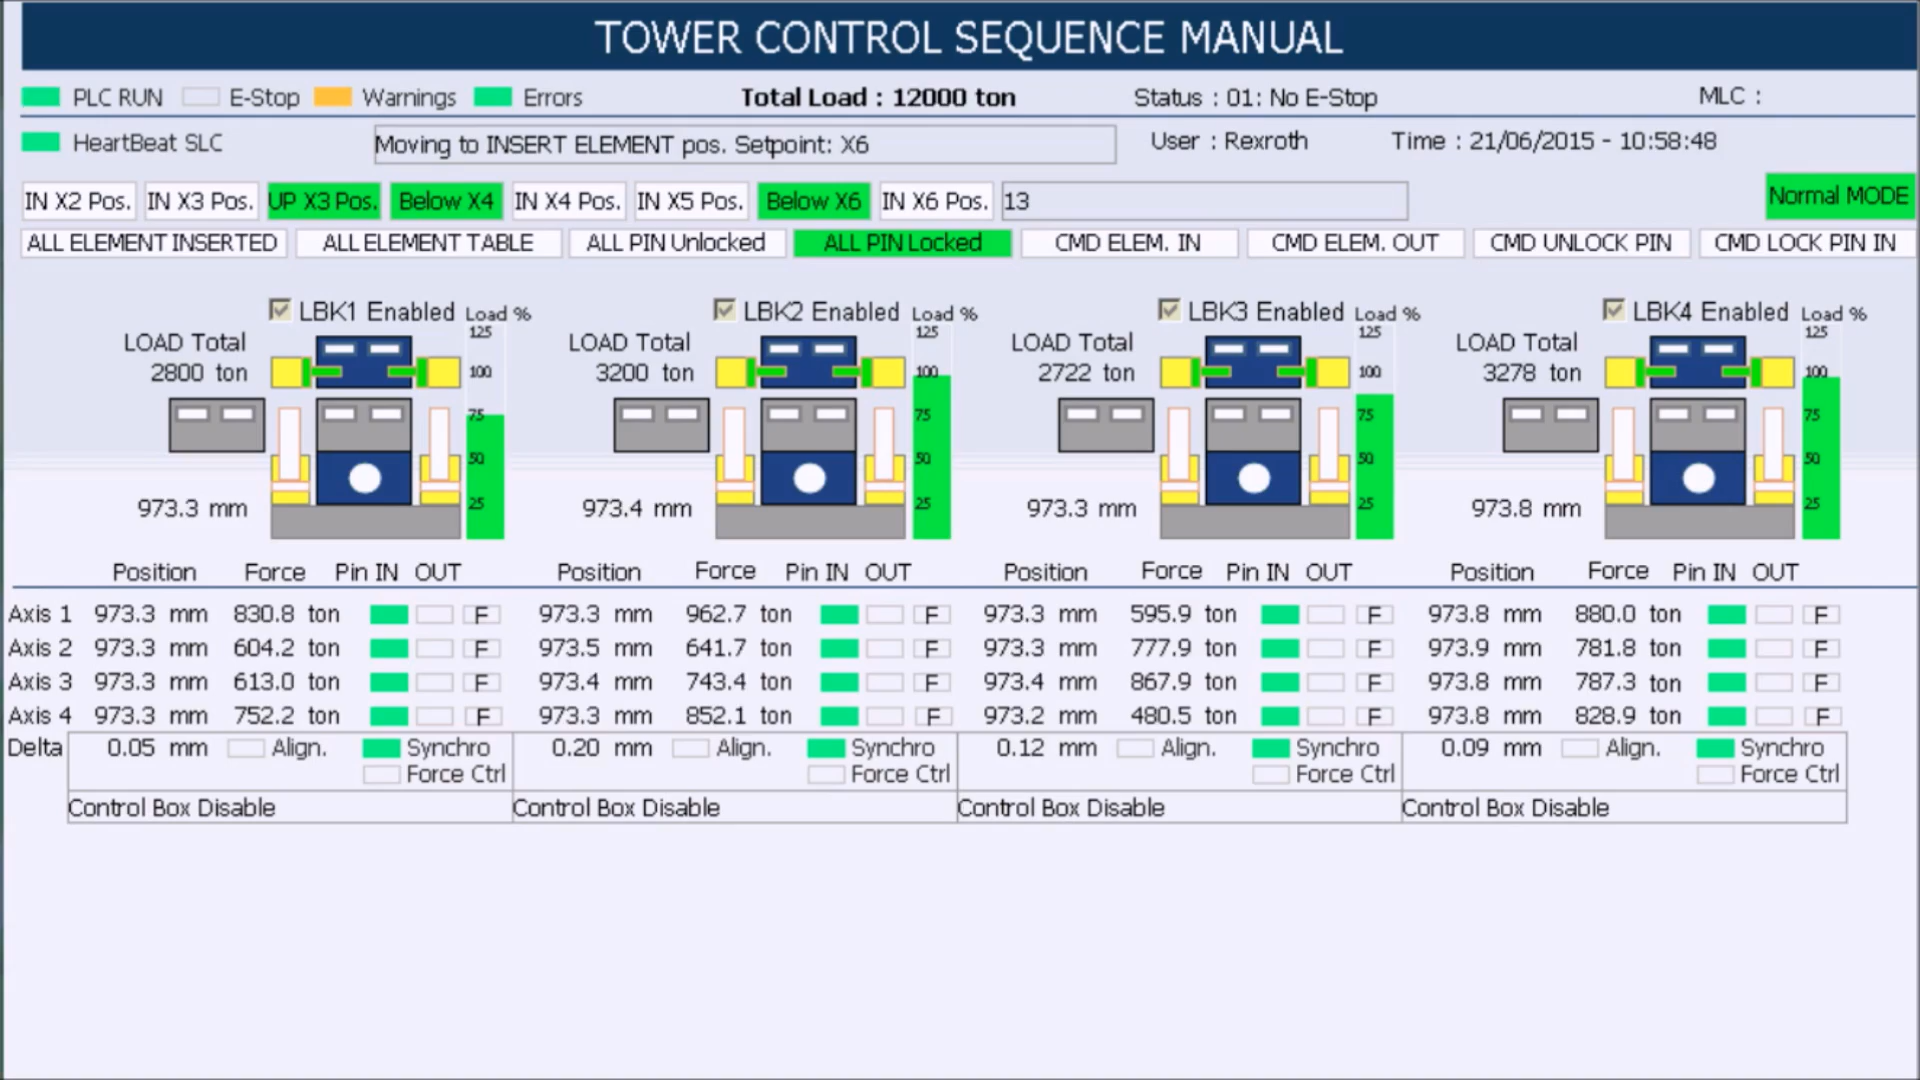 TOWER CONTROL SEQUENCE MANUAL
PLC RUN E-Stop Warnings Errors Total Load : 12000 ton Status : 01: No E-Stop MLC :
HeartBeat SLC Moving to INSERT ELEMENT pos. Setpoint: X6 User : Rexroth Time : 21/06/2015 - 10:58:48
IN X2 Pos. IN X3 Pos. UP X3 Pos. Below X4 IN X4 Pos. IN X5 Pos. Below X6 IN X6 Pos. 13 Normal MODE
ALL ELEMENT INSERTED ALL ELEMENT TABLE ALL PIN Unlocked ALL PIN Locked CMD ELEM. IN CMD ELEM. OUT CMD UNLOCK PIN CMD LOCK PIN IN
LBK1 Enabled Load % LBK2 Enabled Load % LBK3 Enabled Load % LBK4 Enabled Load %
125 125 125 125
LOAD Total LOAD Total LOAD Total LOAD Total
2800 ton 100 3200 ton 100 2722 ton 100 3278 ton 100
75 75 75 75
50 50 50 50
973.3 mm 25 973.4 mm 25 973.3 mm 25 973.8 mm 25
Position Force Pin IN OUT Position Force Pin IN OUT Position Force Pin IN OUT Position Force Pin IN OUT
Axis 1 973.3 mm 830.8 ton F 973.3 mm 962.7 ton F 973.3 mm 595.9 ton F 973.8 mm 880.0 ton F
Axis 2 973.3 mm 604.2 ton F 973.5 mm 641.7 ton F 973.3 mm 777.9 ton F 973.9 mm 781.8 ton F
Axis 3 973.3 mm 613.0 ton F 973.4 mm 743.4 ton F 973.4 mm 867.9 ton F 973.8 mm 787.3 ton F
Axis 4 973.3 mm 752.2 ton F 973.3 mm 852.1 ton F 973.2 mm 480.5 ton F 973.8 mm 828.9 ton F
Delta 0.05 mm Align. Synchro 0.20 mm Align. Synchro 0.12 mm Align. Synchro 0.09 mm Align. Synchro
Force Ctrl Force Ctrl Force Ctrl Force Ctrl
Control Box Disable Control Box Disable Control Box Disable Control Box Disable